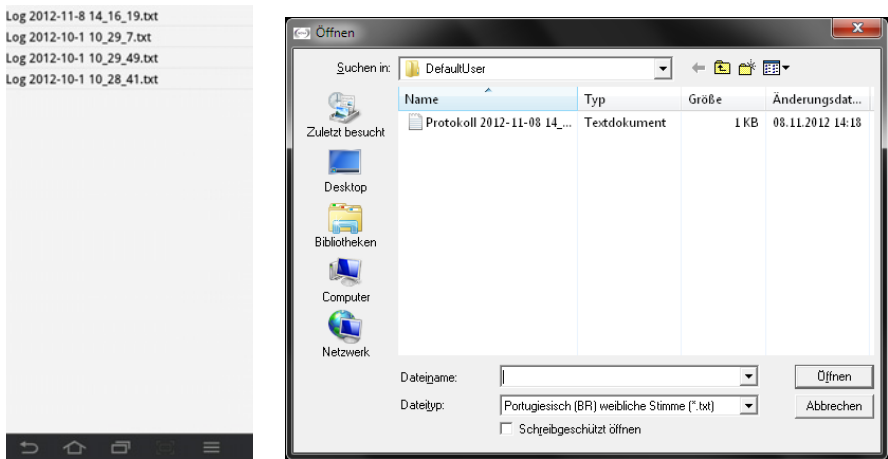 Log 2012-11-8 14_16_19.txt
Log 2012-10-1 10_29_7.txt
Log 2012-10-1 10_29_49.txt
Log 2012-10-1 10_28_41.txt
Öffnen
Suchen in: DefaultUser
Name Typ Größe Änderungsdat...
Protokoll 2012-11-08 14_... Textdokument 1 KB 08.11.2012 14:18
Zuletzt besucht
Desktop
Bibliotheken
Computer
Netzwerk
Dateiname: Öffnen
Dateityp: Portugiesisch (BR) weibliche Stimme (*.txt) Abbrechen
Schreibgeschützt öffnen